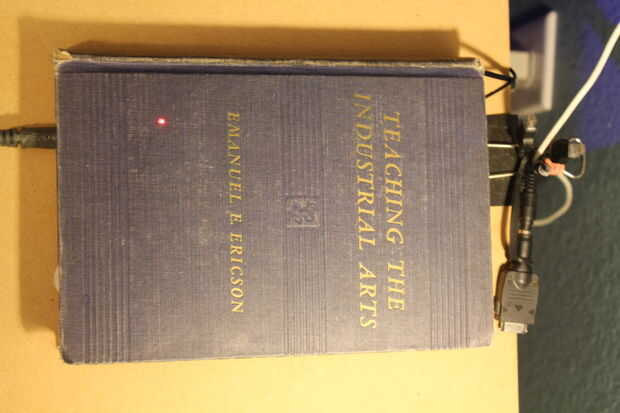 TEACHING THE
INDUSTRIAL ARTS
EMANUEL E. ERICSON